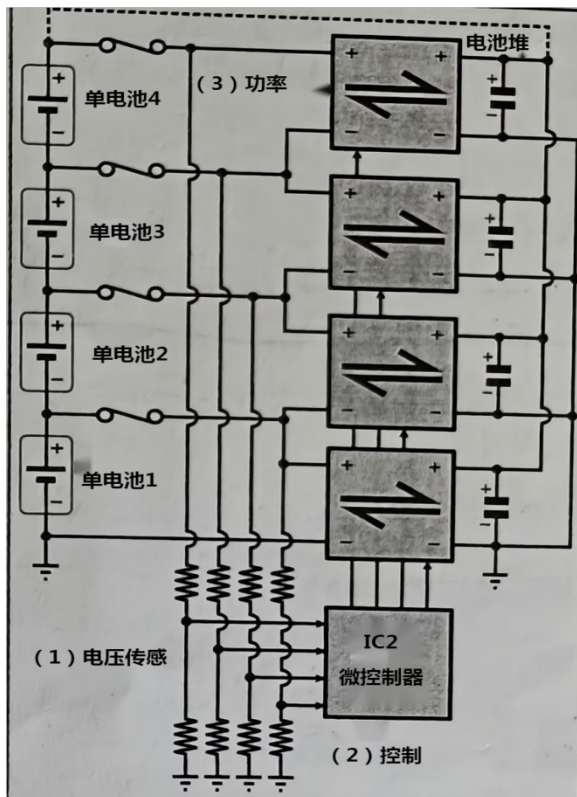 电池堆
（3）功率
单电池4
单电池3
单电池2
单电池1
（1）电压传感
IC2
微控制器
（2）控制